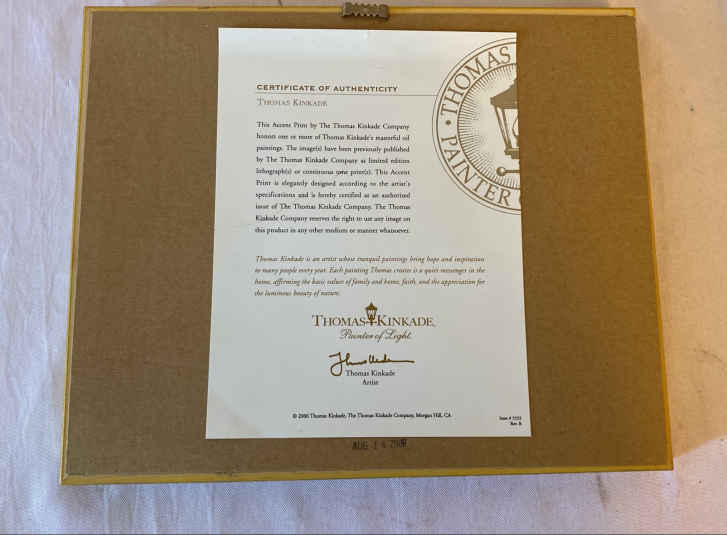 CERTIFICATE OF AUTHENTICITY
THOMAS KINKADE
This Accent Print by The Thomas Kinkade Company
honors one or more of Thomas Kinkade's masterful oil
paintings. The image(s) have been previously published
by The Thomas Kinkade Company as limited edition
lithograph(s) or continuous tone print(s). This Accent
Print is elegantly designed according to the artist's
specifications and is hereby certified as an authorized
issue of The Thomas Kinkade Company. The Thomas
Kinkade Company reserves the right to use any image on
this product in any other medium or manner whatsoever.
Thomas Kinkade is an artist whose tranquil paintings bring hope and inspiration
to many people every year. Each painting Thomas creates is a quiet messenger in the
home, affirming the basic values of family and home, faith, and the appreciation for
the luminous beauty of nature.
THOMAS KINKADE
Painter of Light
Thomas Kinkade
Artist
© 2006 Thomas Kinkade, The Thomas Kinkade Company, Morgan Hill, CA
Item #
Rev B
THOMAS
PAINTER
AUG 14